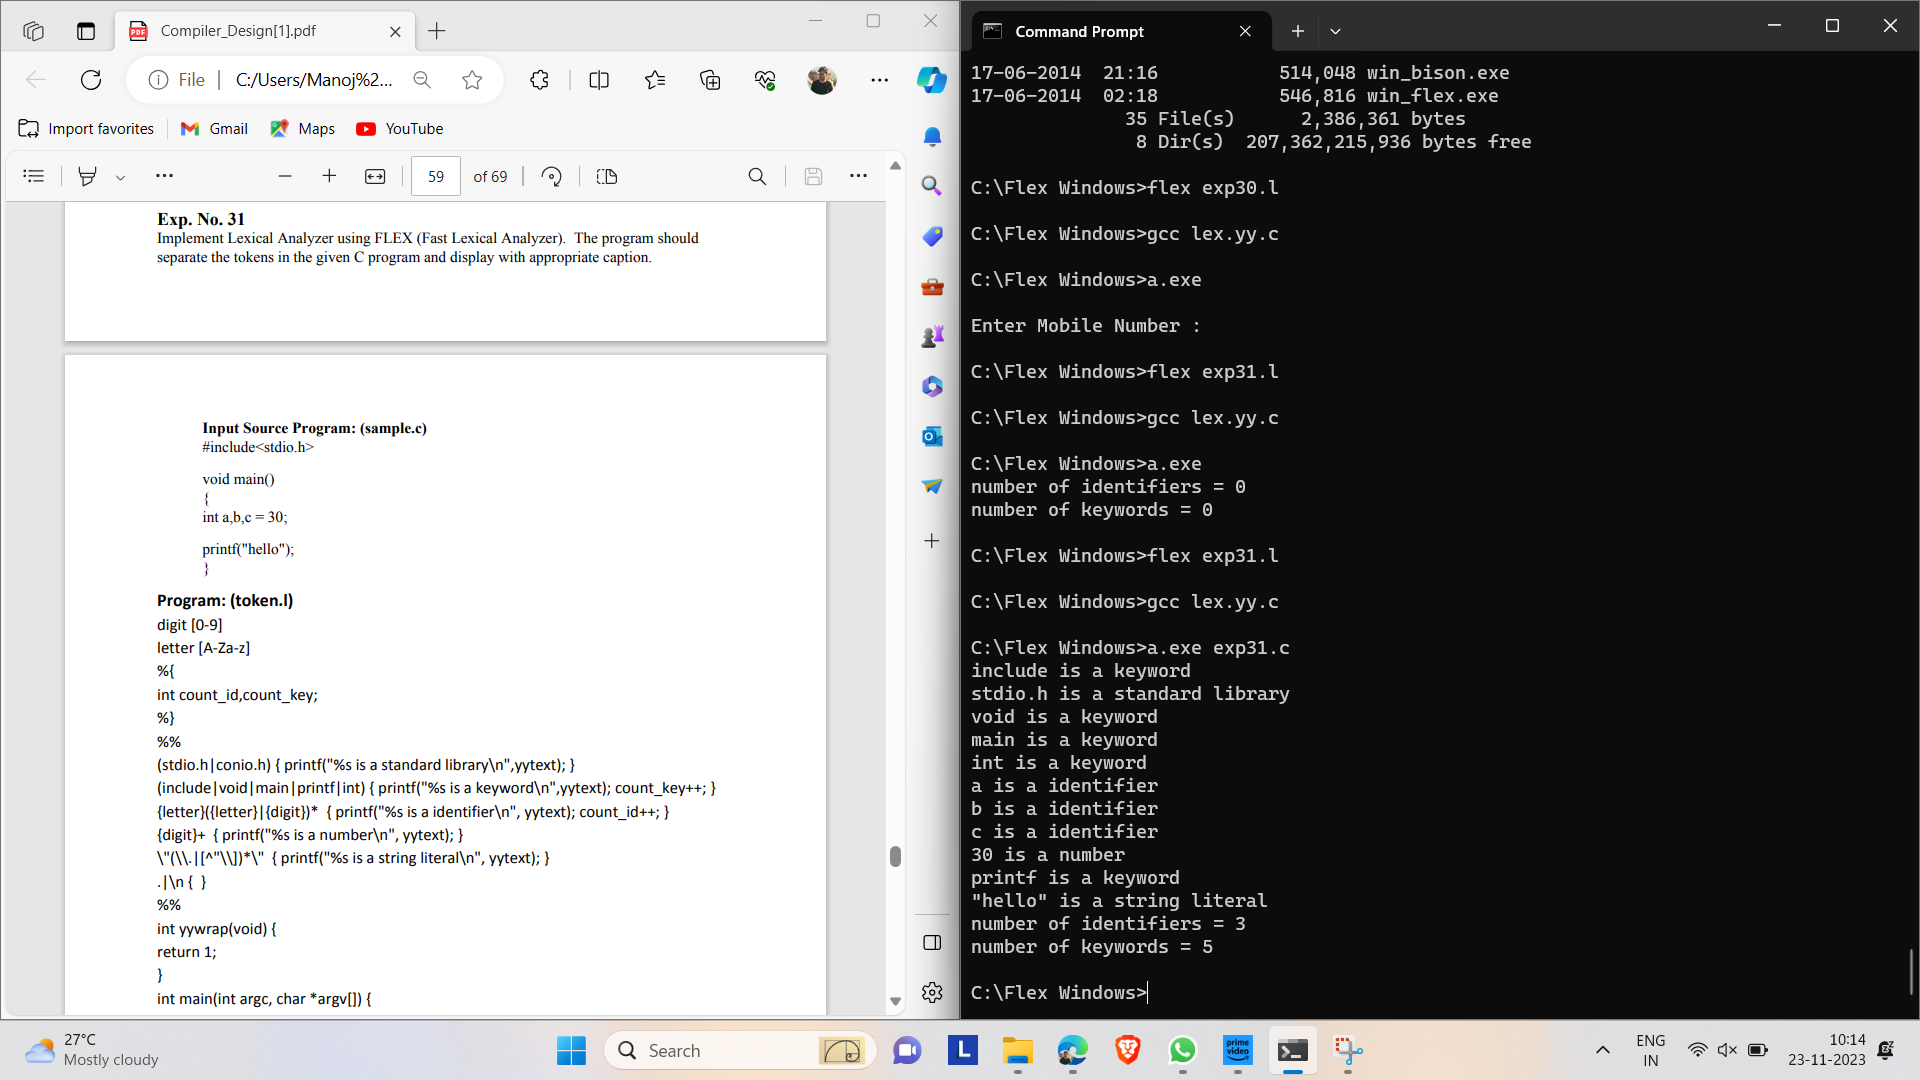 Compiler_Design[1].pdf
File
C:/Users/Manoj%2...
Import favorites
Gmail
Maps
YouTube
59
of 69
Exp. No. 31
Implement Lexical Analyzer using FLEX (Fast Lexical Analyzer). The program should
separate the tokens in the given C program and display with appropriate caption.
Input Source Program: (sample.c)
#include<stdio.h>
void main()
{
int a,b,c = 30;
printf("hello");
}
Program: (token.l)
digit [0-9]
letter [A-Za-z]
%{
int count_id,count_key;
%}
%%
(stdio.h|conio.h) { printf("%s is a standard library\n",yytext); }
(include|void|main|printf|int) { printf("%s is a keyword\n",yytext); count_key++; }
{letter}({letter}|{digit})* { printf("%s is a identifier\n", yytext); count_id++; }
{digit}+ { printf("%s is a number\n", yytext); }
\"(\\.|[^"\\])*\" { printf("%s is a string literal\n", yytext); }
.|\n { }
%%
int yywrap(void) {
return 1;
}
int main(int argc, char *argv[]) {
Command Prompt
17-06-2014 21:16 514,048 win_bison.exe
17-06-2014 02:18 546,816 win_flex.exe
35 File(s) 2,386,361 bytes
8 Dir(s) 207,362,215,936 bytes free
C:\Flex Windows>flex exp30.l
C:\Flex Windows>gcc lex.yy.c
C:\Flex Windows>a.exe
Enter Mobile Number :
C:\Flex Windows>flex exp31.l
C:\Flex Windows>gcc lex.yy.c
C:\Flex Windows>a.exe
number of identifiers = 0
number of keywords = 0
C:\Flex Windows>flex exp31.l
C:\Flex Windows>gcc lex.yy.c
C:\Flex Windows>a.exe exp31.c
include is a keyword
stdio.h is a standard library
void is a keyword
main is a keyword
int is a keyword
a is a identifier
b is a identifier
c is a identifier
30 is a number
printf is a keyword
"hello" is a string literal
number of identifiers = 3
number of keywords = 5
C:\Flex Windows>
27°C
Mostly cloudy
Search
L
prime video
ENG
IN
10:14
23-11-2023